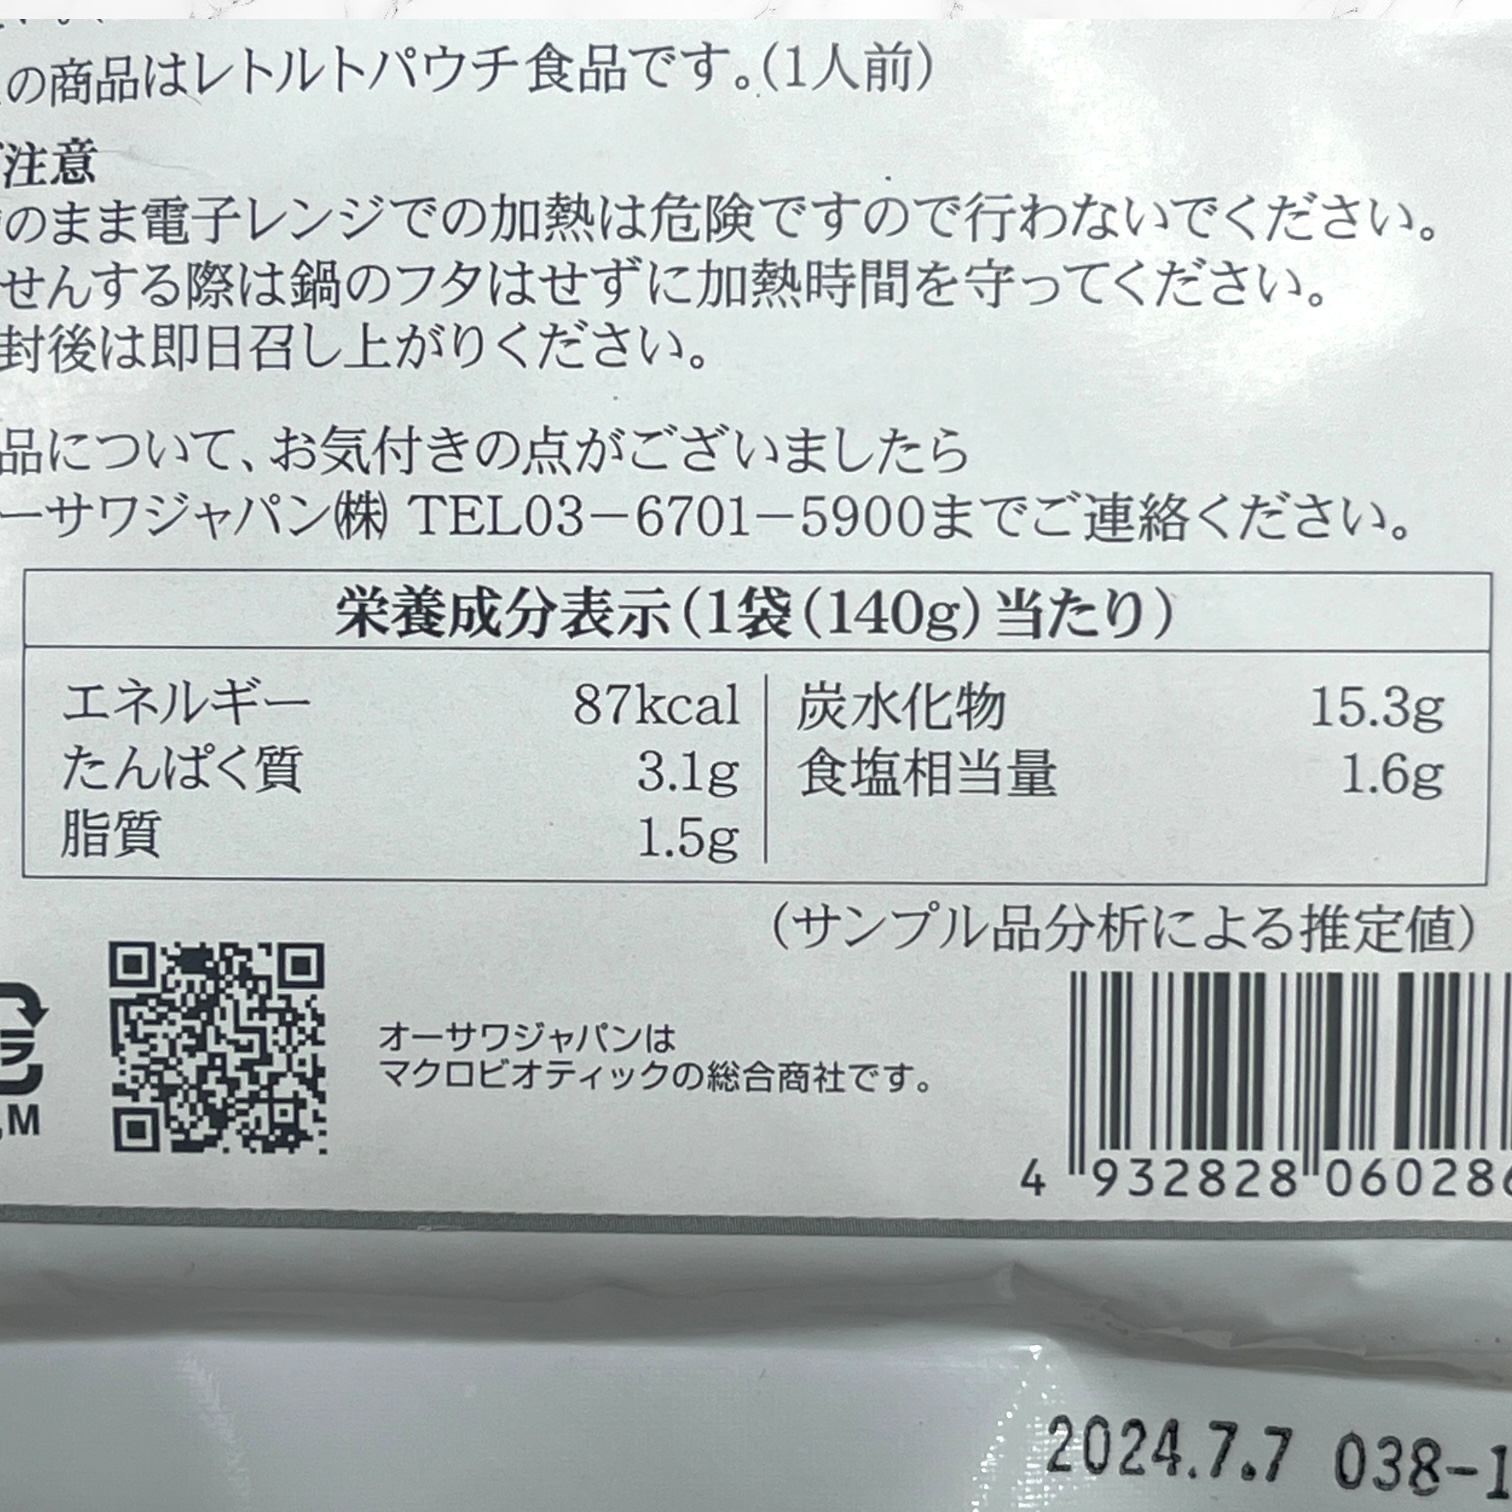 の商品はレトルトパウチ食品です。(1人前)
ご注意
のまま電子レンジでの加熱は危険ですので行わないでください。
せんする際は鍋のフタはせずに加熱時間を守ってください。
封後は即日召し上がりください。
品について、お気付きの点がございましたら
ーサワジャパン㈱ TEL03−6701−5900までご連絡ください。
栄養成分表示(1袋(140g)当たり)
エネルギー 87kcal 炭水化物 15.3g
たんぱく質 3.1g 食塩相当量 1.6g
脂質 1.5g
(サンプル品分析による推定値)
オーサワジャパンは
マクロビオティックの総合商社です。
ラ
,M
4 932828 060286
2024.7.7 038-1